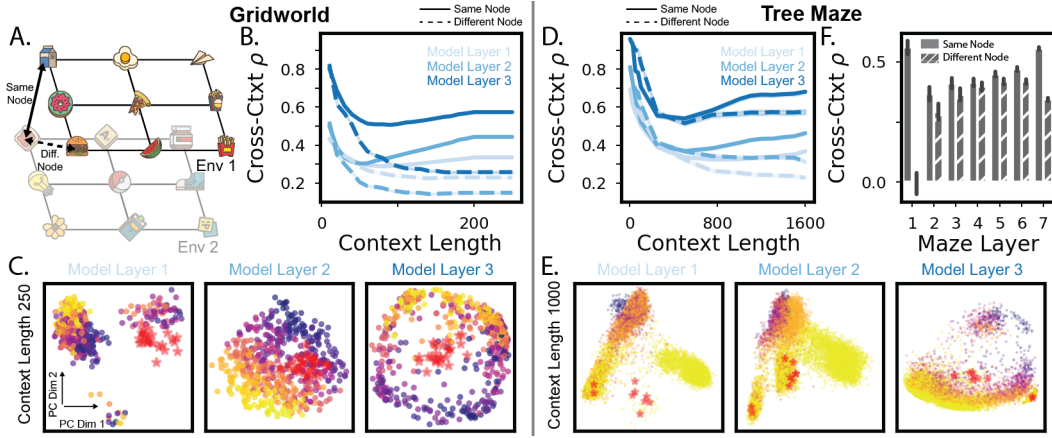 Gridworld
Same Node
Different Node
Tree Maze
Same Node
Different Node
A.
Same
Node
Diff.
Node
Env 1
Env 2
B.
Model Layer 1
Model Layer 2
Model Layer 3
Cross-Ctxt ρ
0.8
0.6
0.4
0.2
0
200
Context Length
D.
Model Layer 1
Model Layer 2
Model Layer 3
Cross-Ctxt ρ
0.8
0.6
0.4
0.2
0
800
1600
Context Length
F.
Same Node
Different Node
Cross-Ctxt ρ
0.5
0.0
1 2 3 4 5 6 7
Maze Layer
C.
Model Layer 1
Model Layer 2
Model Layer 3
Context Length 250
PC Dim 2
PC Dim 1
E.
Model Layer 1
Model Layer 2
Model Layer 3
Context Length 1000